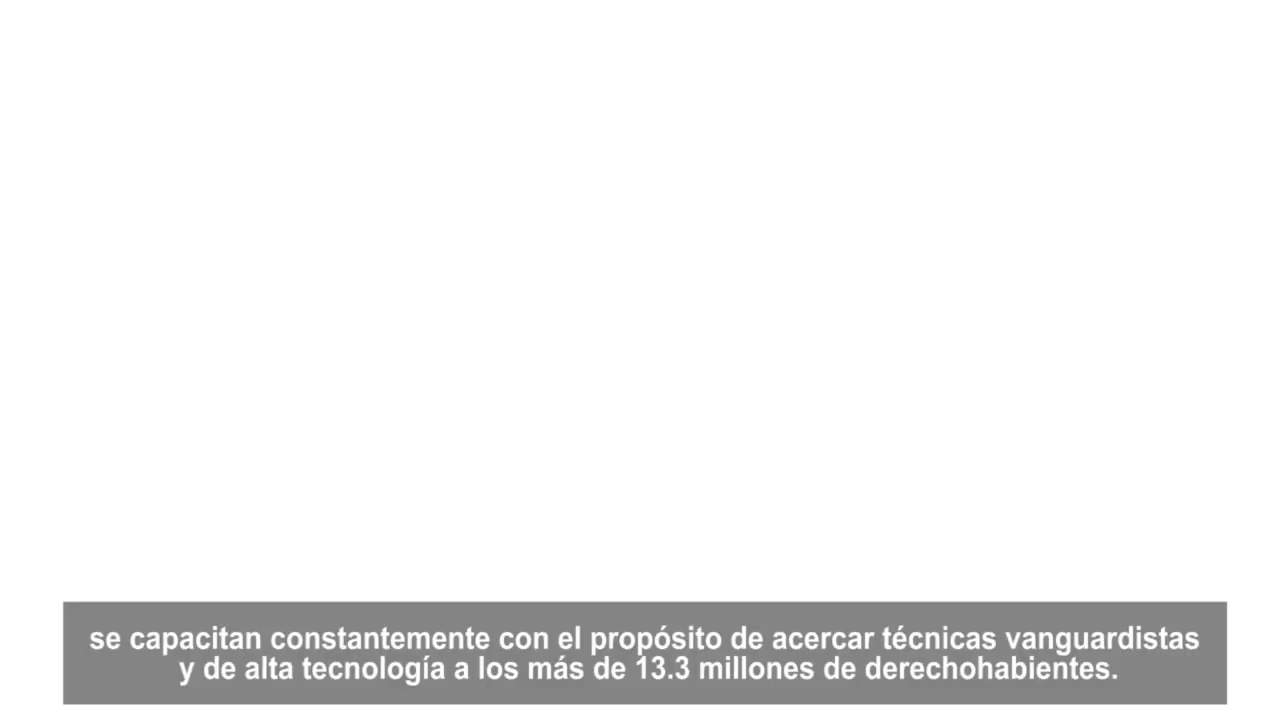 se capacitan constantemente con el propósito de acercar técnicas vanguardistas
y de alta tecnología a los más de 13.3 millones de derechohabientes.